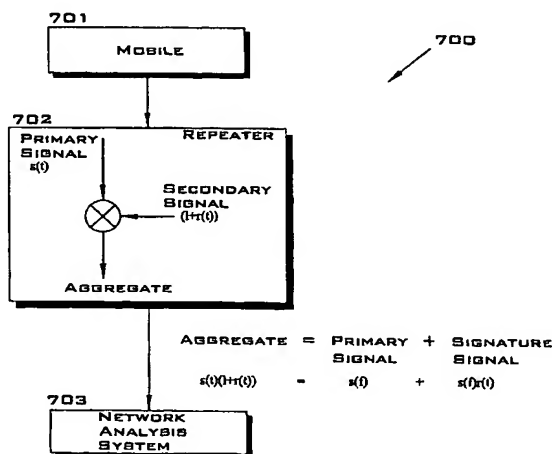 701
MOBILE
700
702
REPEATER
PRIMARY
SIGNAL
s(t)
SECONDARY
SIGNAL
(1+r(t))
AGGREGATE
AGGREGATE = PRIMARY + SIGNATURE
SIGNAL SIGNAL
s(t)(1+r(t)) = s(t) + s(t)r(t)
703
NETWORK
ANALYSIS
SYSTEM